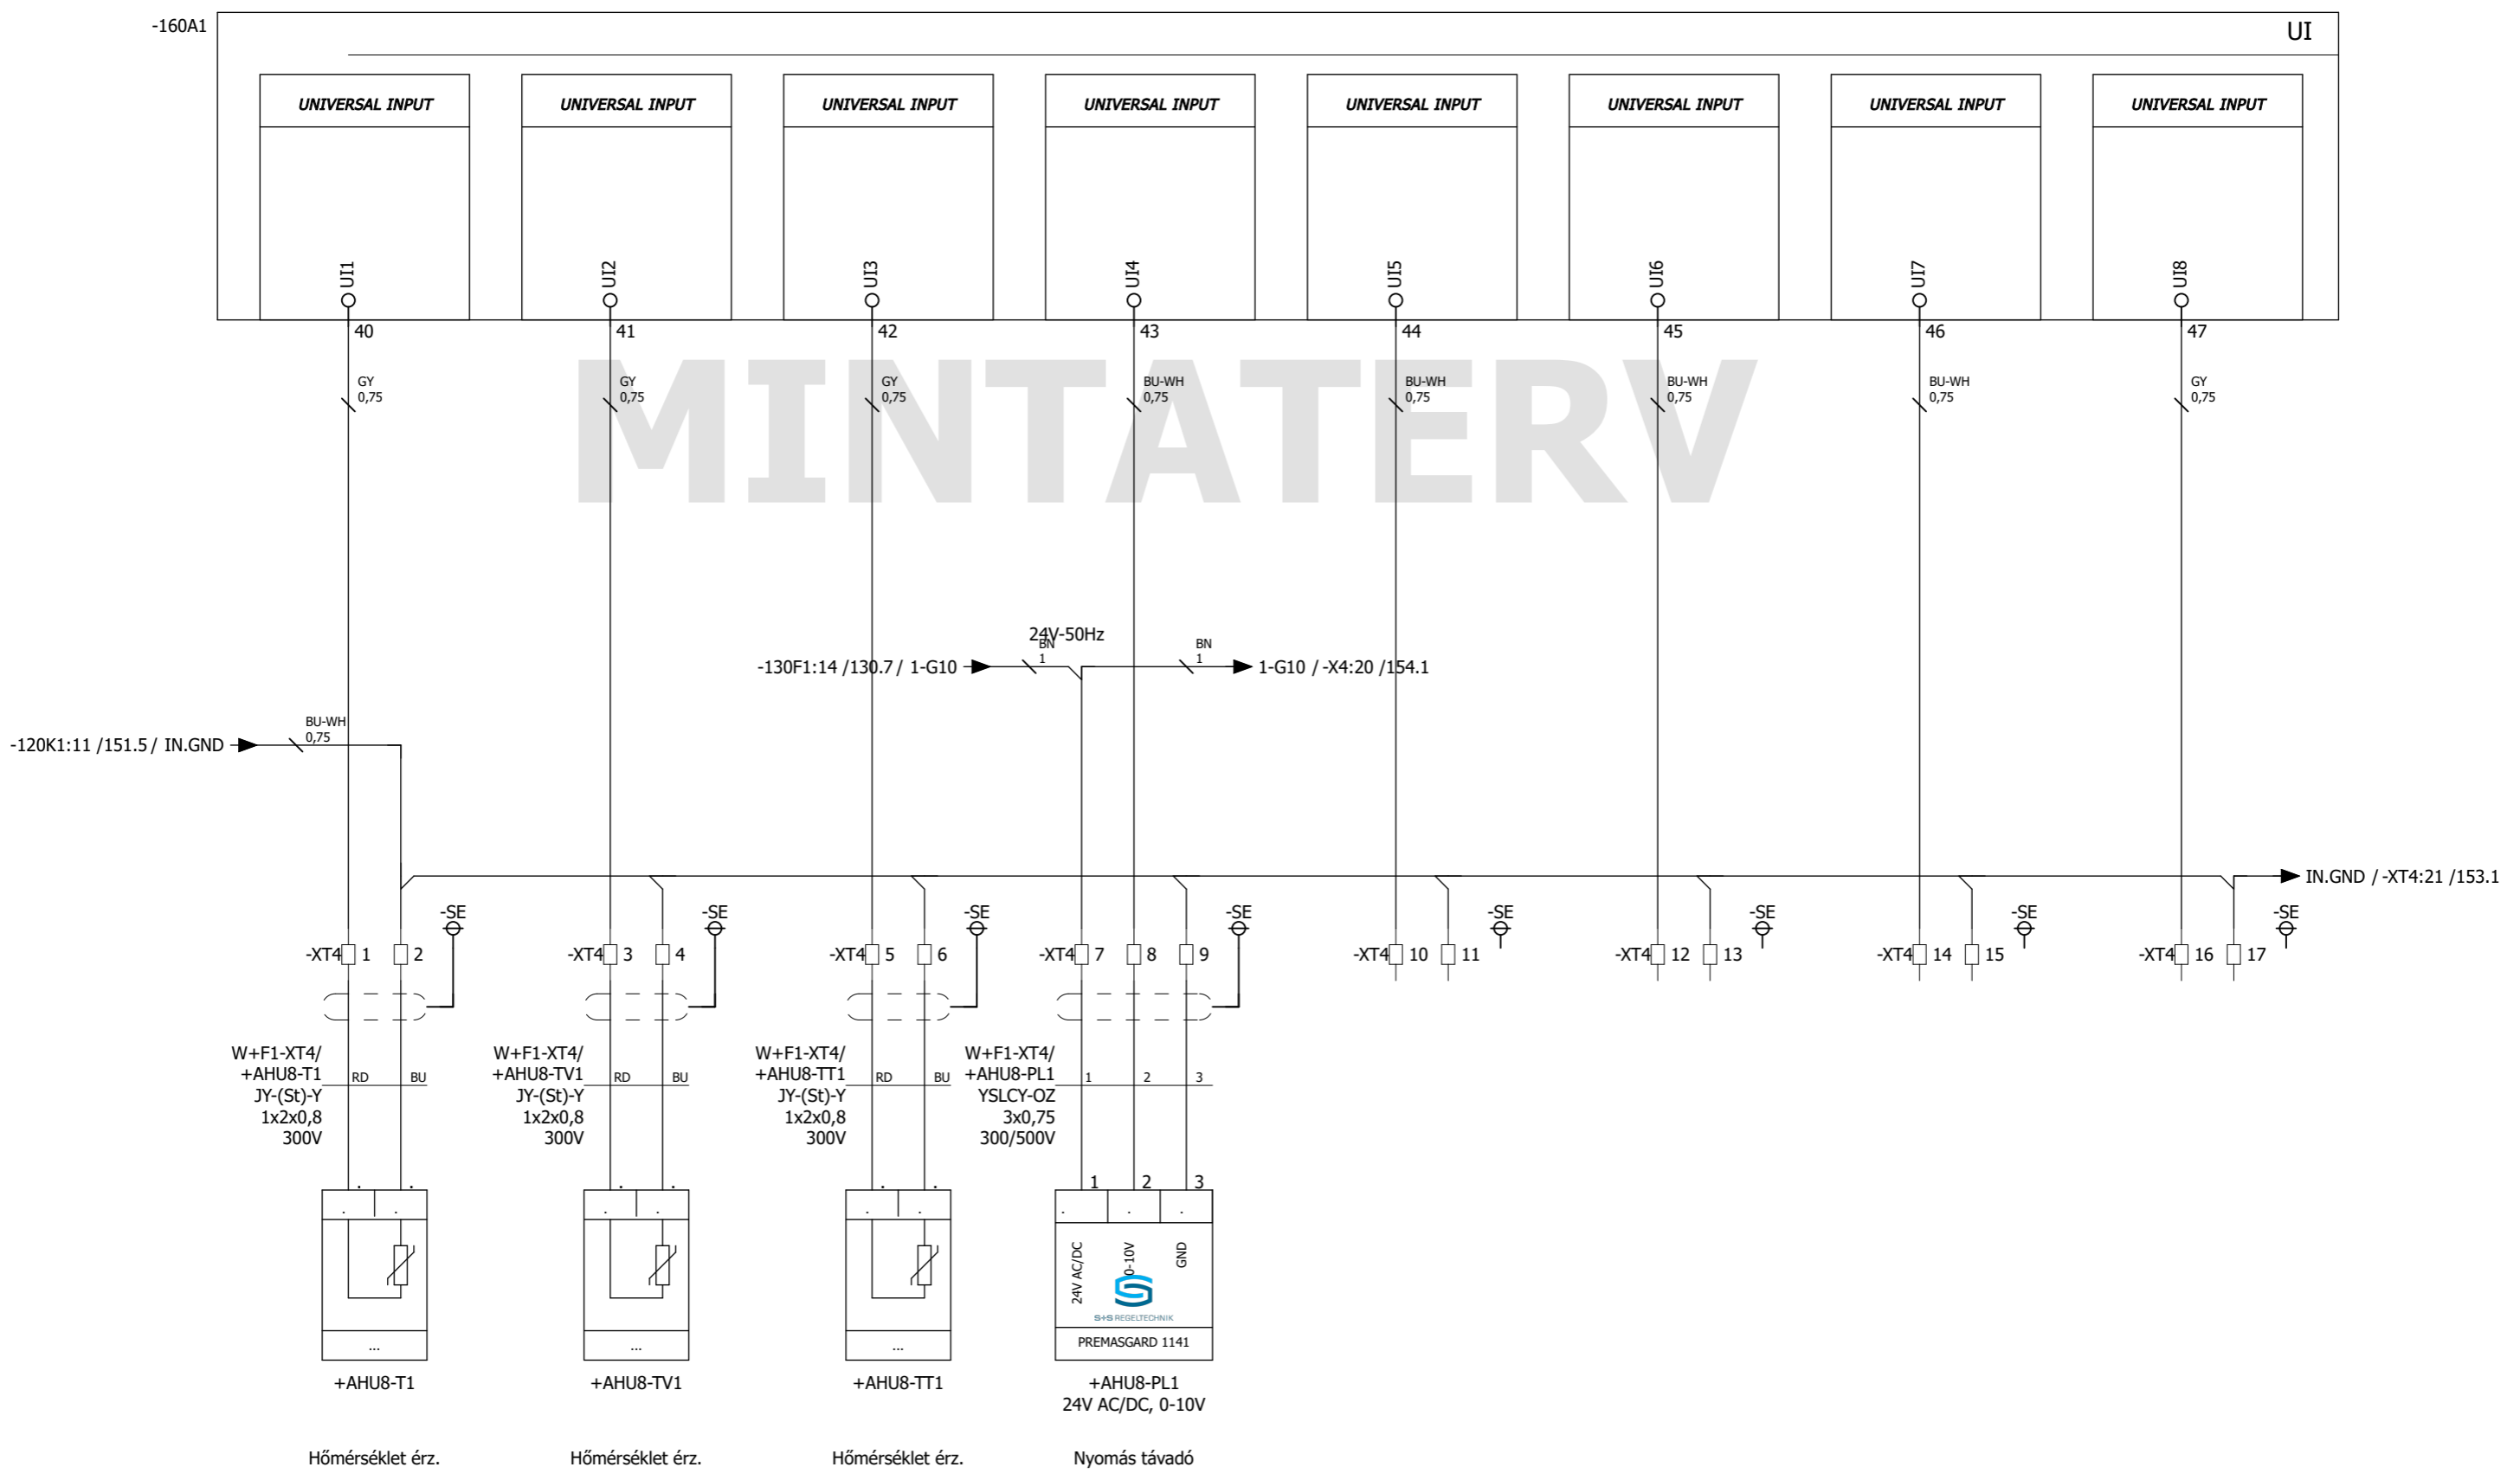 -160A1
UI
UNIVERSAL INPUT UNIVERSAL INPUT UNIVERSAL INPUT UNIVERSAL INPUT UNIVERSAL INPUT UNIVERSAL INPUT UNIVERSAL INPUT UNIVERSAL INPUT
UI1 UI2 UI3 UI4 UI5 UI6 UI7 UI8
40 41 42 43 44 45 46 47
GY GY GY BU-WH BU-WH BU-WH BU-WH GY
0,75 0,75 0,75 0,75 0,75 0,75 0,75 0,75
MINTATERV
24V-50Hz
BN BN
1 1
-130F1:14 /130.7 / 1-G10 1-G10 / -X4:20 /154.1
BU-WH
0,75
-120K1:11 /151.5 / IN.GND
IN.GND / -XT4:21 /153.1
-SE -SE -SE -SE -SE -SE -SE -SE
-XT4 1 2 -XT4 3 4 -XT4 5 6 -XT4 7 8 9 -XT4 10 11 -XT4 12 13 -XT4 14 15 -XT4 16 17
W+F1-XT4/ W+F1-XT4/ W+F1-XT4/ W+F1-XT4/
+AHU8-T1 +AHU8-TV1 +AHU8-TT1 +AHU8-PL1
RD BU RD BU RD BU 1 2 3
JY-(St)-Y JY-(St)-Y JY-(St)-Y YSLCY-OZ
1x2x0,8 1x2x0,8 1x2x0,8 3x0,75
300V 300V 300V 300/500V
. . . . . . 1 2 3
. . . . . . . . .
24V AC/DC 0-10V GND
S+S REGELTECHNIK
... ... ... PREMASGARD 1141
+AHU8-T1 +AHU8-TV1 +AHU8-TT1 +AHU8-PL1
24V AC/DC, 0-10V
Hőmérséklet érz. Hőmérséklet érz. Hőmérséklet érz. Nyomás távadó